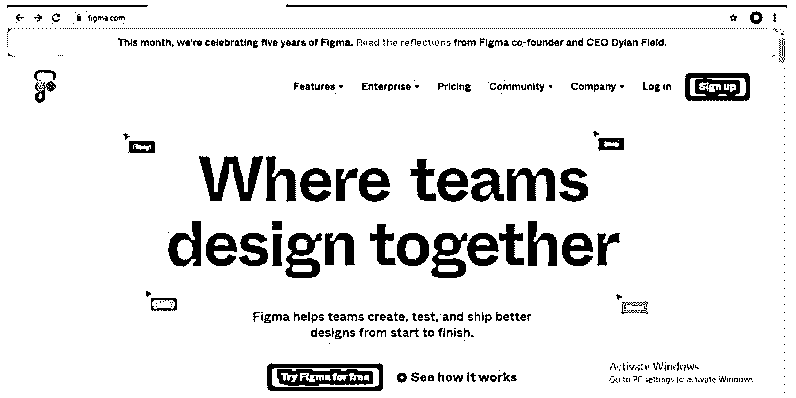 figma.com
This month, we're celebrating five years of Figma. Read the reflections from Figma co-founder and CEO Dylan Field.
Features Enterprise Pricing Community Company Log in Sign up
Where teams
design together
Figma helps teams create, test, and ship better
designs from start to finish.
Try Figma for free See how it works
Activate Windows
Go to PC settings to activate Windows.